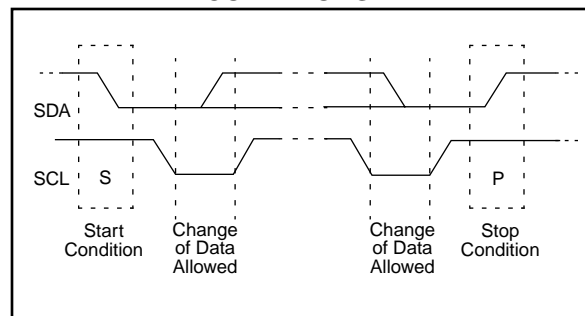 SDA
SCL
S
P
Start
Condition
Change
of Data
Allowed
Change
of Data
Allowed
Stop
Condition